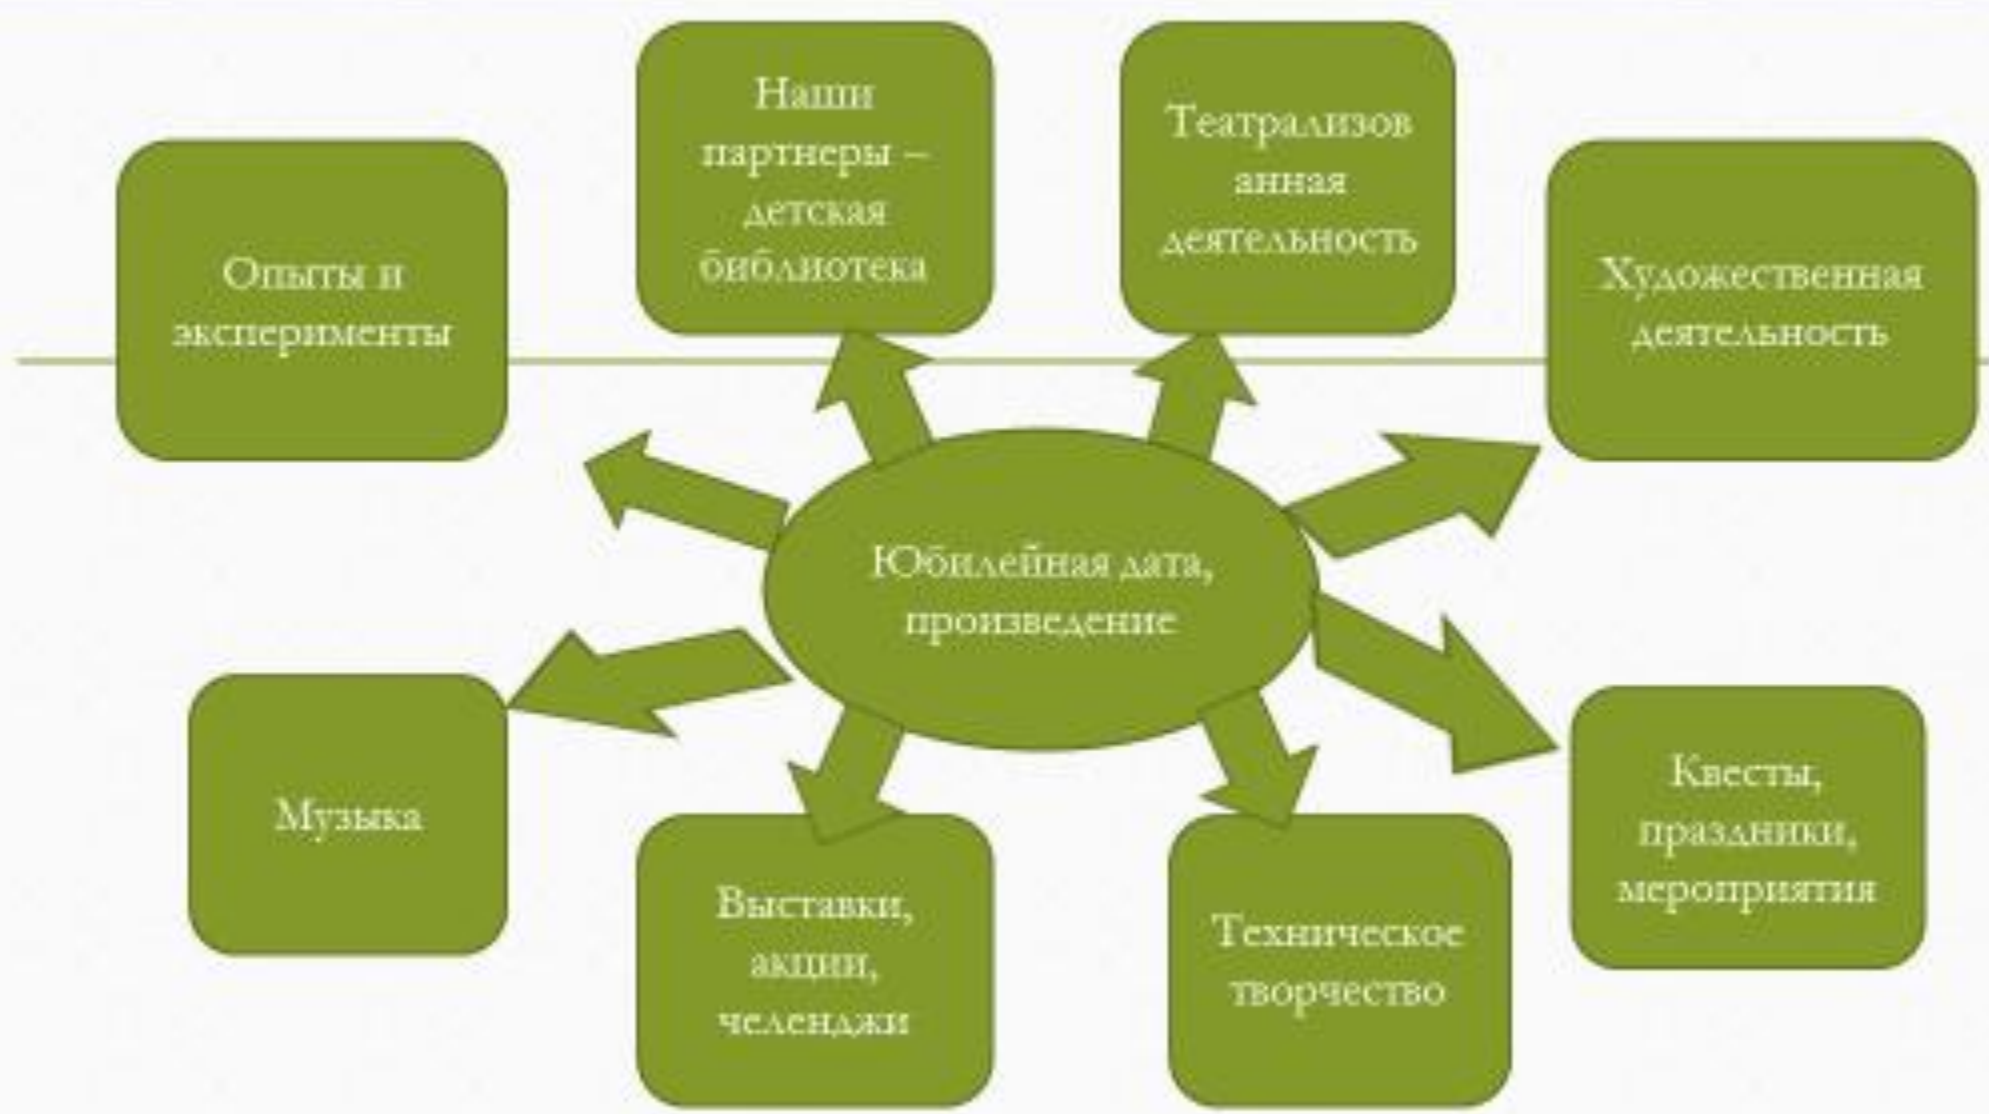 Наши
партнеры –
детская
библиотека
Театрализов
анная
деятельность
Опыты и
эксперименты
Художественная
деятельность
Юбилейная дата,
произведение
Музыка
Квесты,
праздники,
мероприятия
Выставки,
акции,
челенджи
Техническое
творчество